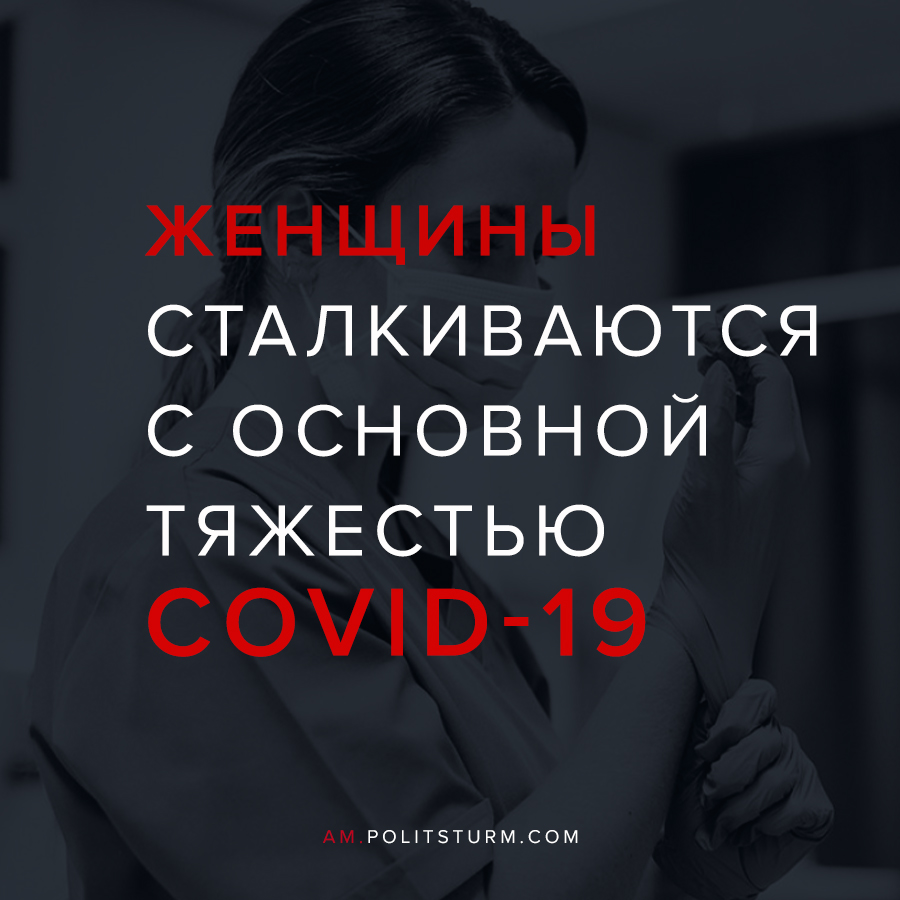 ЖЕНЩИНЫ
СТАЛКИВАЮТСЯ
С ОСНОВНОЙ
ТЯЖЕСТЬЮ
COVID-19
AM.POLITSTURM.COM